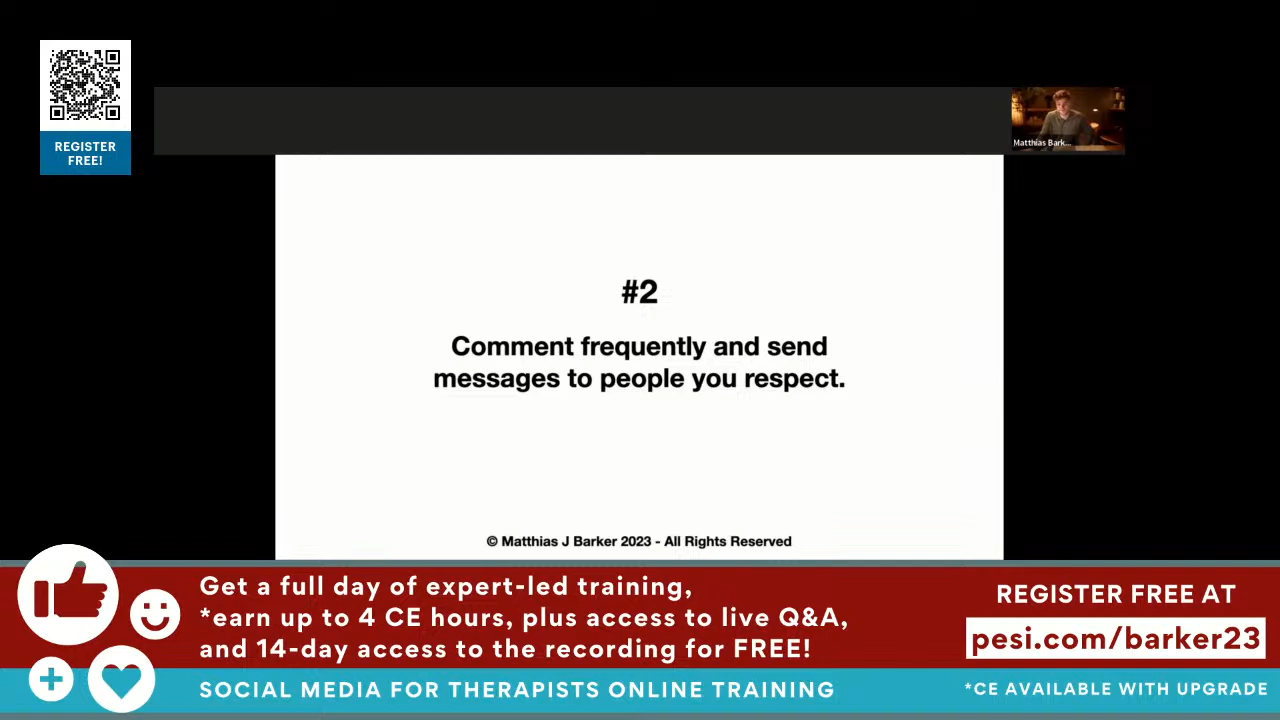 REGISTER
FREE!
Matthias Bark...
#2
Comment frequently and send
messages to people you respect.
© Matthias J Barker 2023 - All Rights Reserved
Get a full day of expert-led training,
*earn up to 4 CE hours, plus access to live Q&A,
and 14-day access to the recording for FREE!
SOCIAL MEDIA FOR THERAPISTS ONLINE TRAINING
REGISTER FREE AT
pesi.com/barker23
*CE AVAILABLE WITH UPGRADE